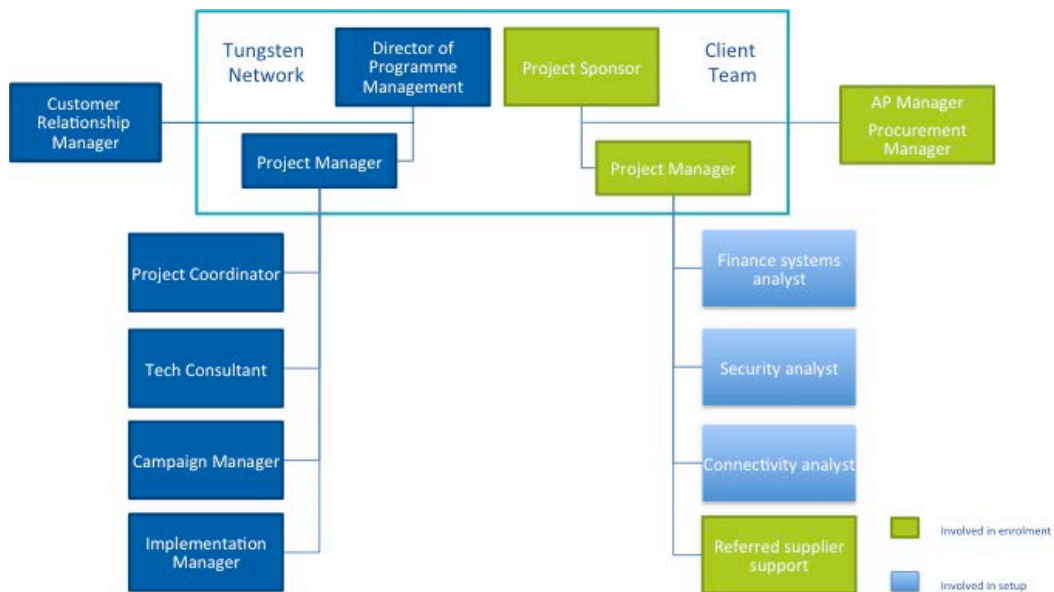 Tungsten
Network
Director of
Programme
Management
Project Sponsor
Client
Team
Customer
Relationship
Manager
AP Manager
Procurement
Manager
Project Manager
Project Manager
Project Coordinator
Finance systems
analyst
Tech Consultant
Security analyst
Campaign Manager
Connectivity analyst
Implementation
Manager
Referred supplier
support
Involved in enrolment
Involved in setup